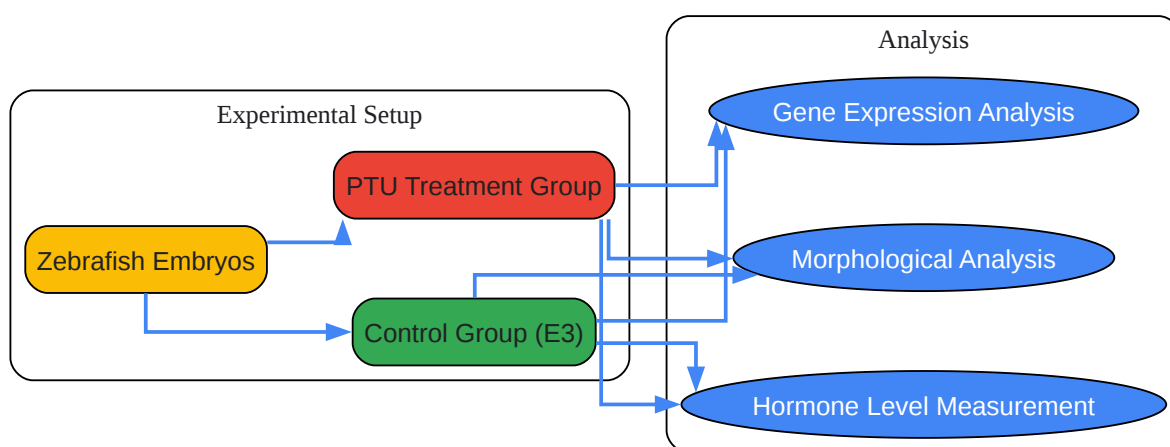 Experimental Setup
Zebrafish Embryos
PTU Treatment Group
Control Group (E3)
Analysis
Gene Expression Analysis
Morphological Analysis
Hormone Level Measurement